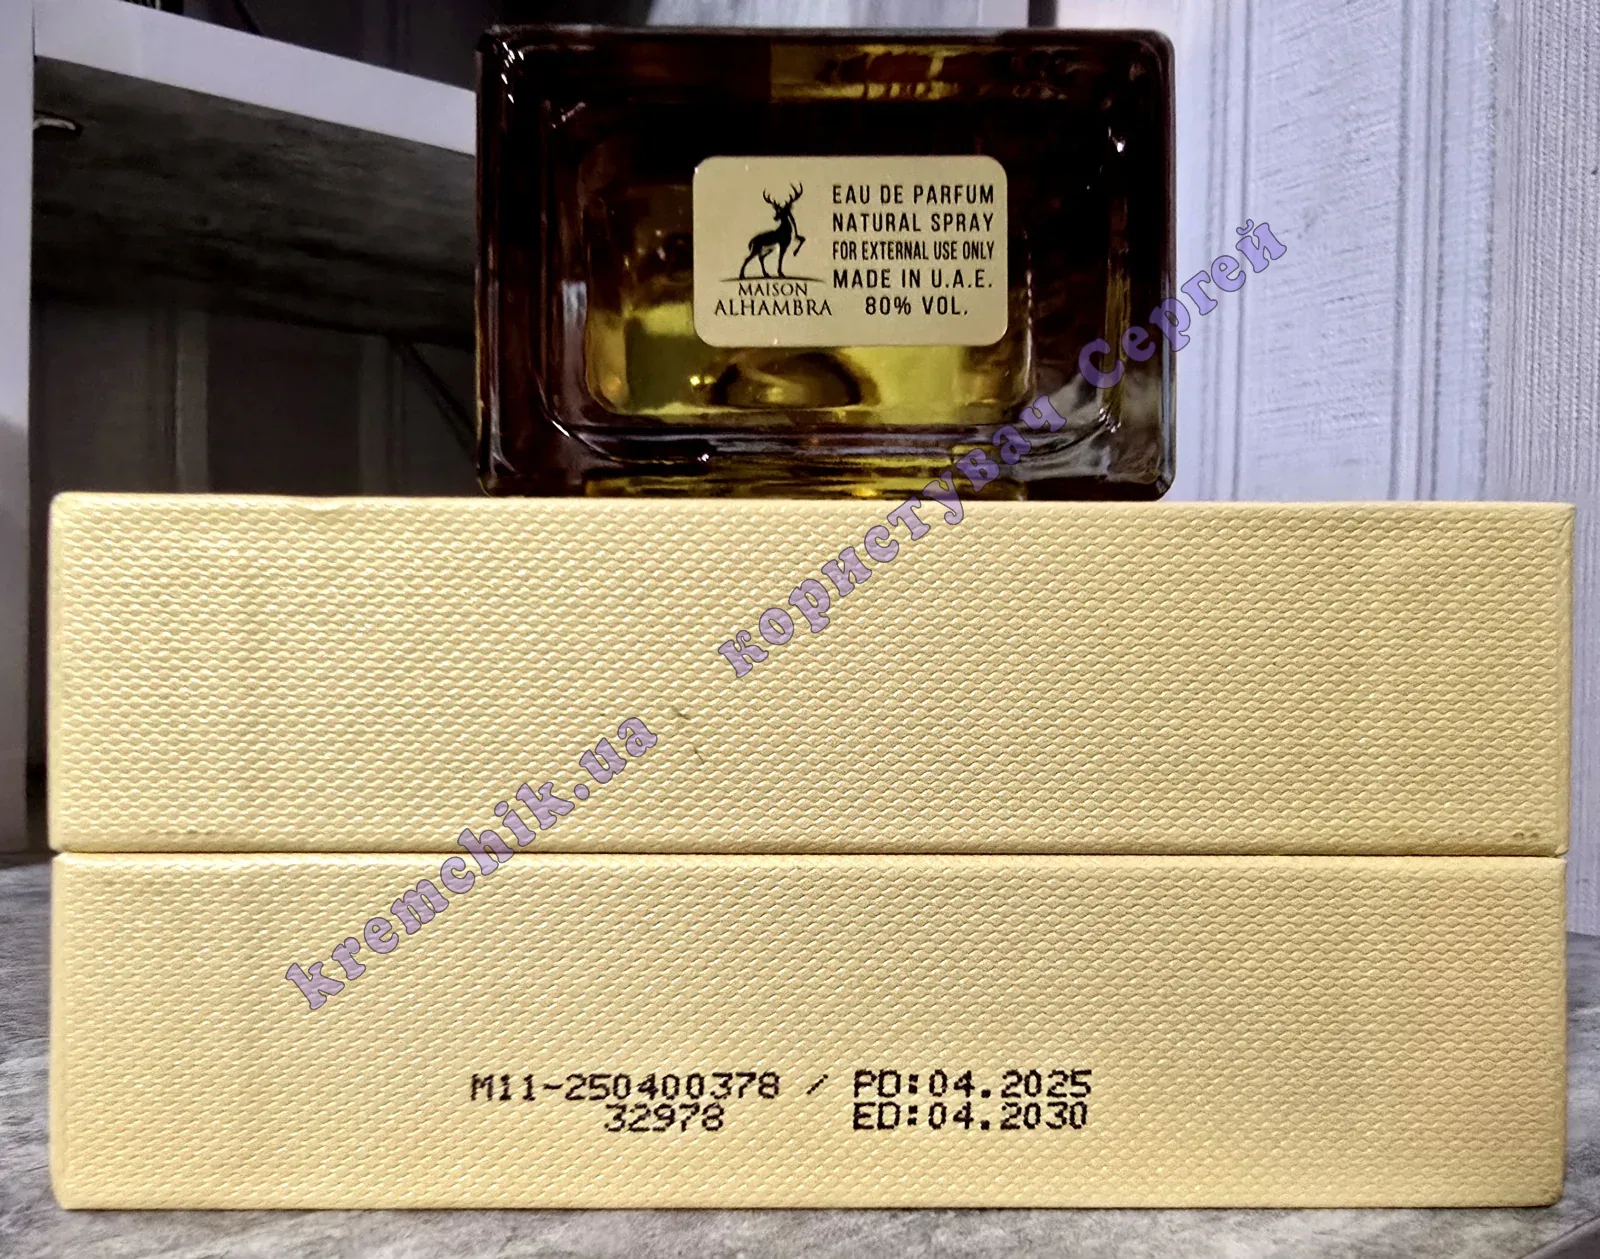 EAU DE PARFUM
NATURAL SPRAY
FOR EXTERNAL USE ONLY
MADE IN U.A.E.
80% VOL.
MAISON
ALHAMBRA
kremchik.ua - користувач Сергей
M11-250400378 / PD:04.2025
32978 ED:04.2030